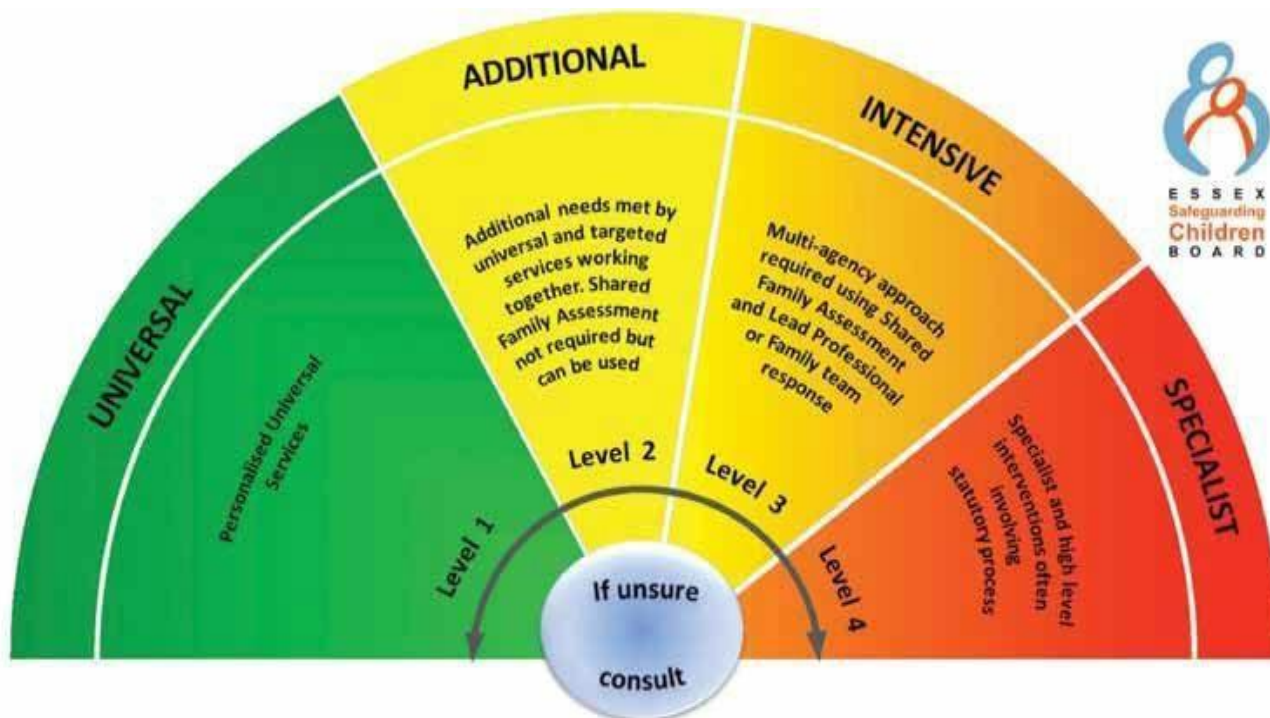 UNIVERSAL
Personalised Universal
Services
Level 1
ADDITIONAL
Additional needs met by
universal and targeted
services working
together. Shared
Family Assessment
not required but
can be used
Level 2
INTENSIVE
Multi-agency approach
required using Shared
Family Assessment
and Lead Professional
or Family team
response
Level 3
SPECIALIST
Specialist and high level
interventions often
involving
statutory process
Level 4
If unsure
consult
ESSEX
Safeguarding
Children
BOARD